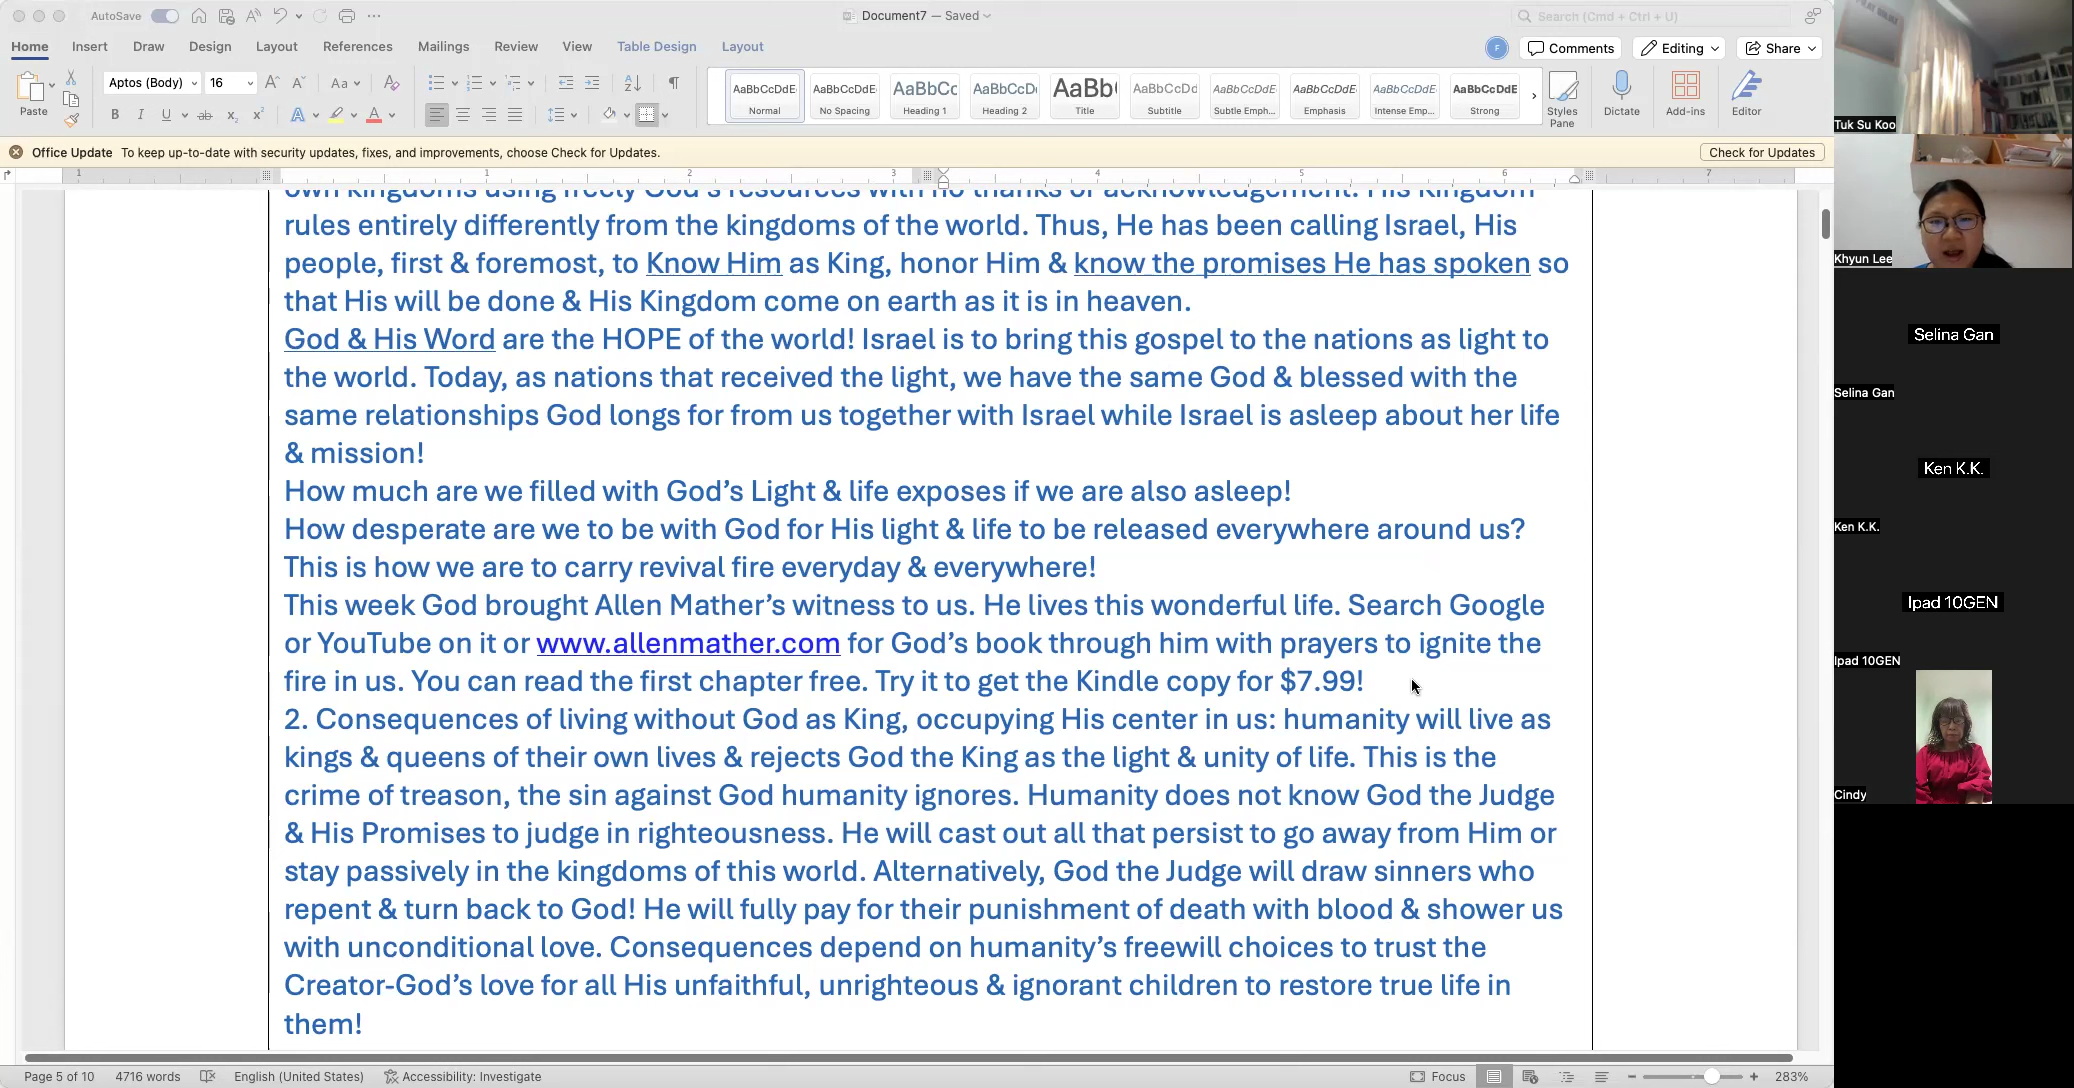 AutoSave
Document7 — Saved
Search (Cmd + Ctrl + U)
Home Insert Draw Design Layout References Mailings Review View Table Design Layout
F Comments Editing Share
Paste
Aptos (Body) 16
AaBbCcDdE Normal
AaBbCcDdE No Spacing
AaBbCc Heading 1
AaBbCcDc Heading 2
AaBb( Title
AaBbCcDd Subtitle
AaBbCcDdE Subtle Emph...
AaBbCcDdE Emphasis
AaBbCcDdE Intense Emp...
AaBbCcDdE Strong
Styles Pane
Dictate
Add-ins
Editor
Office Update To keep up-to-date with security updates, fixes, and improvements, choose Check for Updates.
Check for Updates
1 1 2 3 4 5 6 7
own kingdoms using freely God's resources with no thanks or acknowledgement. His Kingdom
rules entirely differently from the kingdoms of the world. Thus, He has been calling Israel, His
people, first & foremost, to Know Him as King, honor Him & know the promises He has spoken so
that His will be done & His Kingdom come on earth as it is in heaven.
God & His Word are the HOPE of the world! Israel is to bring this gospel to the nations as light to
the world. Today, as nations that received the light, we have the same God & blessed with the
same relationships God longs for from us together with Israel while Israel is asleep about her life
& mission!
How much are we filled with God's Light & life exposes if we are also asleep!
How desperate are we to be with God for His light & life to be released everywhere around us?
This is how we are to carry revival fire everyday & everywhere!
This week God brought Allen Mather's witness to us. He lives this wonderful life. Search Google
or YouTube on it or www.allenmather.com for God's book through him with prayers to ignite the
fire in us. You can read the first chapter free. Try it to get the Kindle copy for $7.99!
2. Consequences of living without God as King, occupying His center in us: humanity will live as
kings & queens of their own lives & rejects God the King as the light & unity of life. This is the
crime of treason, the sin against God humanity ignores. Humanity does not know God the Judge
& His Promises to judge in righteousness. He will cast out all that persist to go away from Him or
stay passively in the kingdoms of this world. Alternatively, God the Judge will draw sinners who
repent & turn back to God! He will fully pay for their punishment of death with blood & shower us
with unconditional love. Consequences depend on humanity's freewill choices to trust the
Creator-God's love for all His unfaithful, unrighteous & ignorant children to restore true life in
them!
Page 5 of 10 4716 words English (United States) Accessibility: Investigate
Focus 283%
Tuk Su Koo
Khyun Lee
Selina Gan
Selina Gan
Ken K.K.
Ken K.K.
Ipad 10GEN
Ipad 10GEN
Cindy